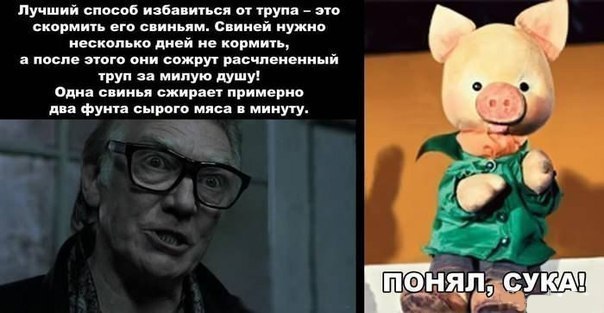 Лучший способ избавиться от трупа – это
скормить его свиньям. Свиней нужно
несколько дней не кормить,
а после этого они сожрут расчлененный
труп за милую душу!
Одна свинья сжирает примерно
два фунта сырого мяса в минуту.
ПОНЯЛ, СУКА!